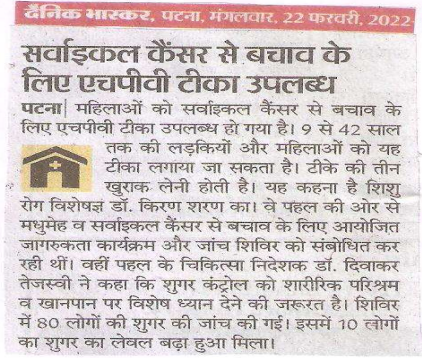 दैनिक भास्कर, पटना, मंगलवार, 22 फरवरी, 2022
सर्वाइकल कैंसर से बचाव के
लिए एचपीवी टीका उपलब्ध
पटना| महिलाओं को सर्वाइकल कैंसर से बचाव के
लिए एचपीवी टीका उपलब्ध हो गया है। 9 से 42 साल
तक की लड़कियों और महिलाओं को यह
टीका लगाया जा सकता है। टीके की तीन
खुराक लेनी होती है। यह कहना है शिशु
रोग विशेषज्ञ डॉ. किरण शरण का। से पहल की ओर से
मधुमेह व सर्वाइकल कैंसर से बचाव के लिए आयोजित
जागरुकता कार्यक्रम और जांच शिविर को संबोधित कर
रही थीं। वहीं पहल के चिकित्सा निदेशक डॉ. दिवाकर
तेजस्वी ने कहा कि शुगर कंट्रोल को शारीरिक परिश्रम
व खानपान पर विशेष ध्यान देने की जरूरत है। शिविर
में 80 लोगों की शुगर की जांच की गई। इसमें 10 लोगों
का शुगर का लेवल बढ़ा हुआ मिला।